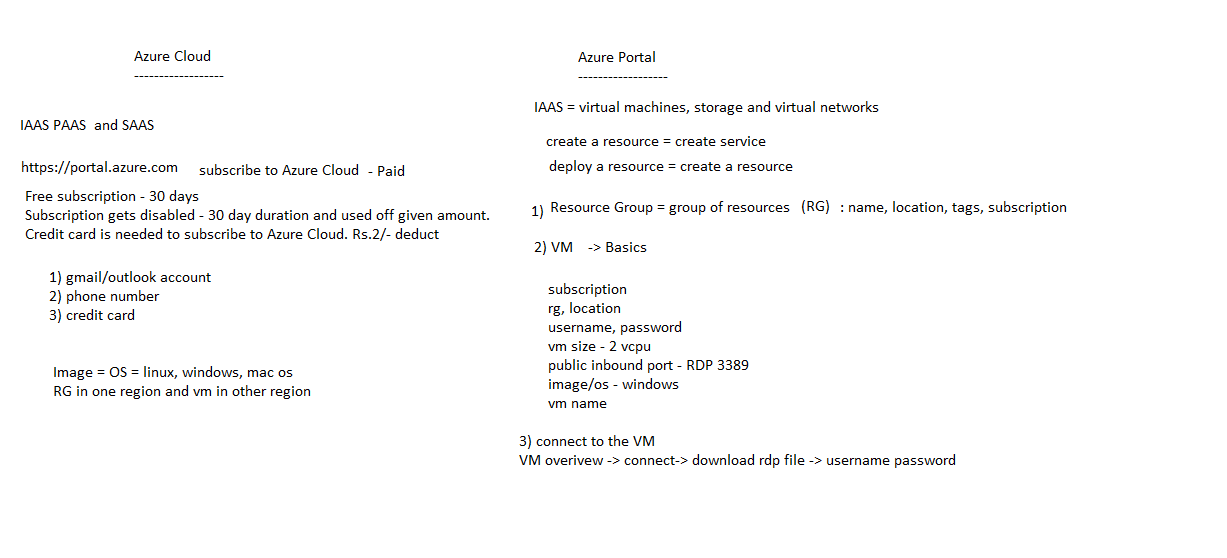 Azure Cloud
------------------
IAAS PAAS  and SAAS
https://portal.azure.com    subscribe to Azure Cloud  - Paid
Free subscription - 30 days
Subscription gets disabled - 30 day duration and used off given amount.
Credit card is needed to subscribe to Azure Cloud. Rs.2/- deduct
1) gmail/outlook account
2) phone number
3) credit card
Image = OS = linux, windows, mac os
RG in one region and vm in other region
Azure Portal
------------------
IAAS = virtual machines, storage and virtual networks
create a resource = create service
deploy a resource = create a resource
1) Resource Group = group of resources   (RG)   : name, location, tags, subscription
2) VM    -> Basics
subscription
rg, location
username, password
vm size - 2 vcpu
public inbound port - RDP 3389
image/os - windows
vm name
3) connect to the VM
VM overivew -> connect-> download rdp file -> username password